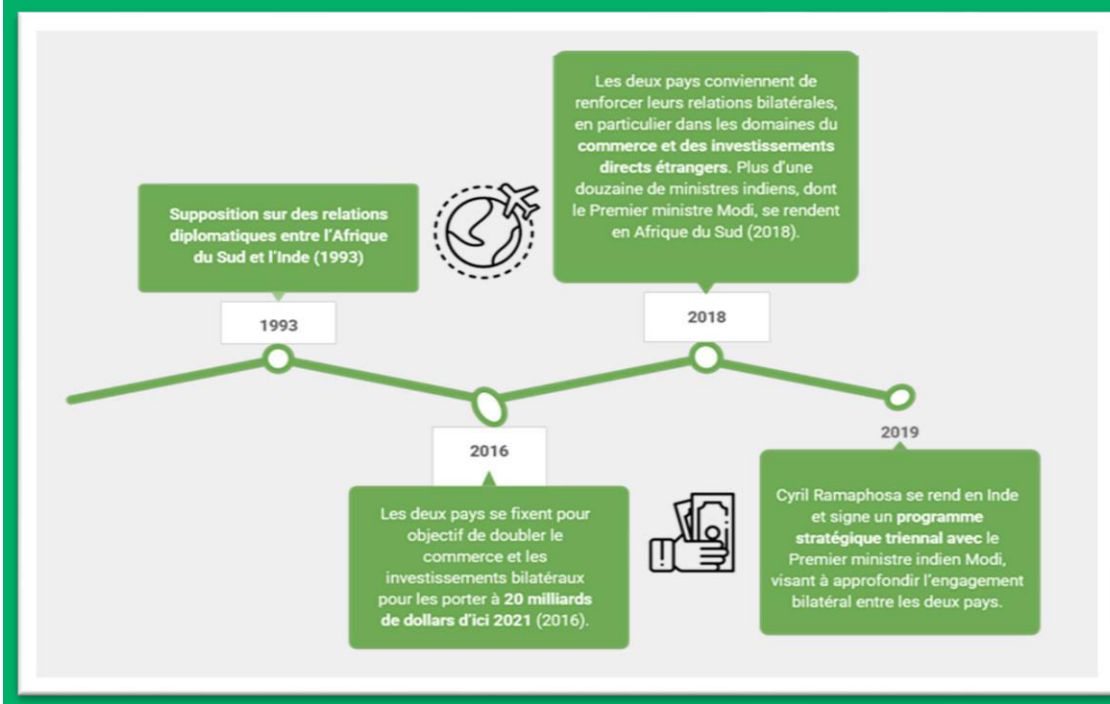 Supposition sur des relations
diplomatiques entre l'Afrique
du Sud et l'Inde (1993)
1993
Les deux pays se fixent pour
objectif de doubler le
commerce et les
investissements bilatéraux
pour les porter à 20 milliards
de dollars d'ici 2021 (2016).
2016
Les deux pays conviennent de
renforcer leurs relations bilatérales,
en particulier dans les domaines du
commerce et des investissements
directs étrangers. Plus d'une
douzaine de ministres indiens, dont
le Premier ministre Modi, se rendent
en Afrique du Sud (2018).
2018
2019
Cyril Ramaphosa se rend en Inde
et signe un programme
stratégique triennal avec le
Premier ministre indien Modi,
visant à approfondir l'engagement
bilatéral entre les deux pays.